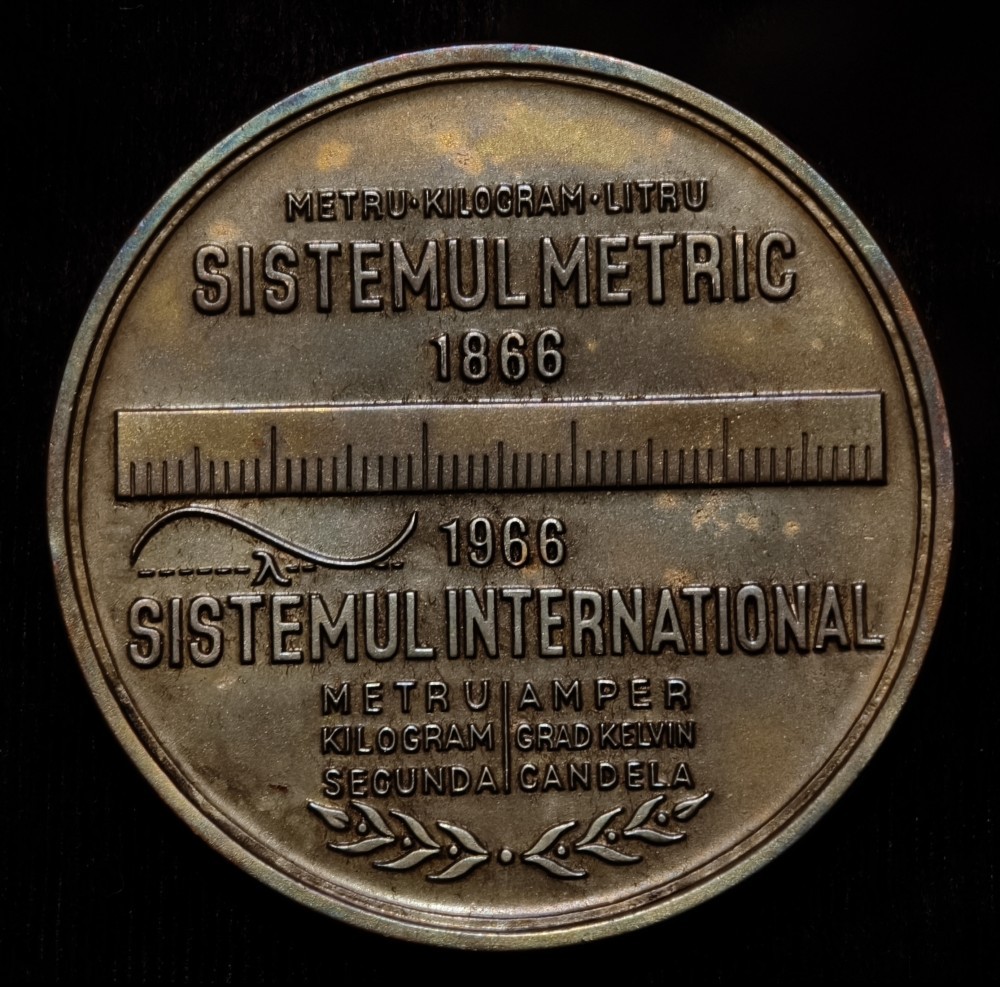 METRU·KILOGRAM·LITRU
SISTEMUL METRIC
1866
1966
λ
SISTEMUL INTERNATIONAL
METRU | AMPER
KILOGRAM | GRAD KELVIN
SECUNDA | CANDELA